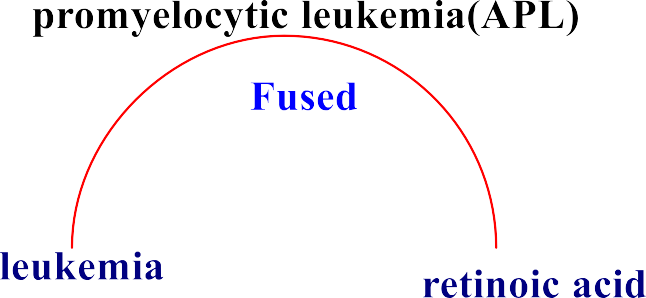 promyelocytic leukemia(APL)
Fused
leukemia
retinoic acid